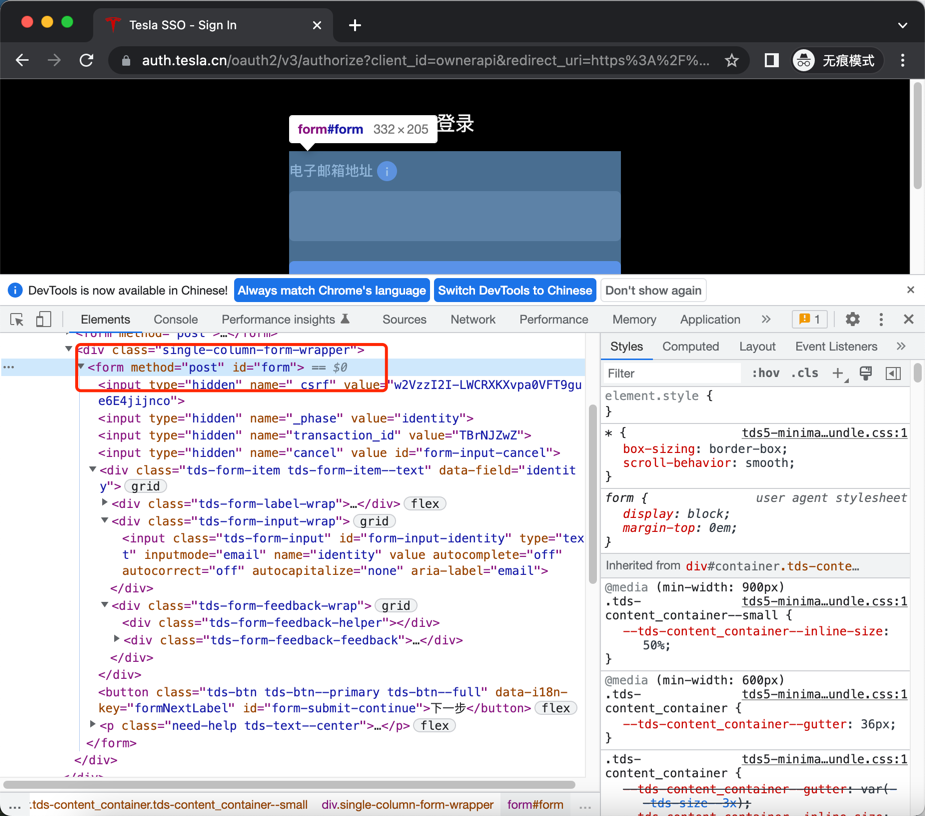 Tesla SSO - Sign In
auth.tesla.cn/oauth2/v3/authorize?client_id=ownerapi&redirect_uri=https%3A%2F%... 无痕模式
form#form 332 × 205 登录
电子邮箱地址 i
DevTools is now available in Chinese! Always match Chrome's language Switch DevTools to Chinese Don't show again
Elements Console Performance insights Sources Network Performance Memory Application 1
<div class="single-column-form-wrapper">
<form method="post" id="form"> == $0
<input type="hidden" name="_csrf" value="w2VzzI2I-LWCRXKXvpa0VFT9gu
e6E4jijnco">
<input type="hidden" name="_phase" value="identity">
<input type="hidden" name="transaction_id" value="TBrNJZwZ">
<input type="hidden" name="cancel" value id="form-input-cancel">
<div class="tds-form-item tds-form-item--text" data-field="identit
y"> grid
<div class="tds-form-label-wrap">…</div> flex
<div class="tds-form-input-wrap"> grid
<input class="tds-form-input" id="form-input-identity" type="tex
t" inputmode="email" name="identity" value autocomplete="off"
autocorrect="off" autocapitalize="none" aria-label="email">
</div>
<div class="tds-form-feedback-wrap"> grid
<div class="tds-form-feedback-helper"></div>
<div class="tds-form-feedback-feedback">…</div>
</div>
</div>
<button class="tds-btn tds-btn--primary tds-btn--full" data-i18n-
key="formNextLabel" id="form-submit-continue">下一步</button> flex
<p class="need-help tds-text--center">…</p> flex
</form>
</div>
... .tds-content_container.tds-content_container--small div.single-column-form-wrapper form#form ...
Styles Computed Layout Event Listeners
Filter :hov .cls
element.style {
}
* { tds5-minima…undle.css:1
box-sizing: border-box;
scroll-behavior: smooth;
}
form { user agent stylesheet
display: block;
margin-top: 0em;
}
Inherited from div#container.tds-conte…
@media (min-width: 900px)
.tds- tds5-minima…undle.css:1
content_container--small {
--tds-content_container--inline-size:
50%;
}
@media (min-width: 600px)
.tds- tds5-minima…undle.css:1
content_container {
--tds-content_container--gutter: 36px;
}
.tds- tds5-minima…undle.css:1
content_container {
--tds-content_container--gutter: var(
--tds-size--3x);